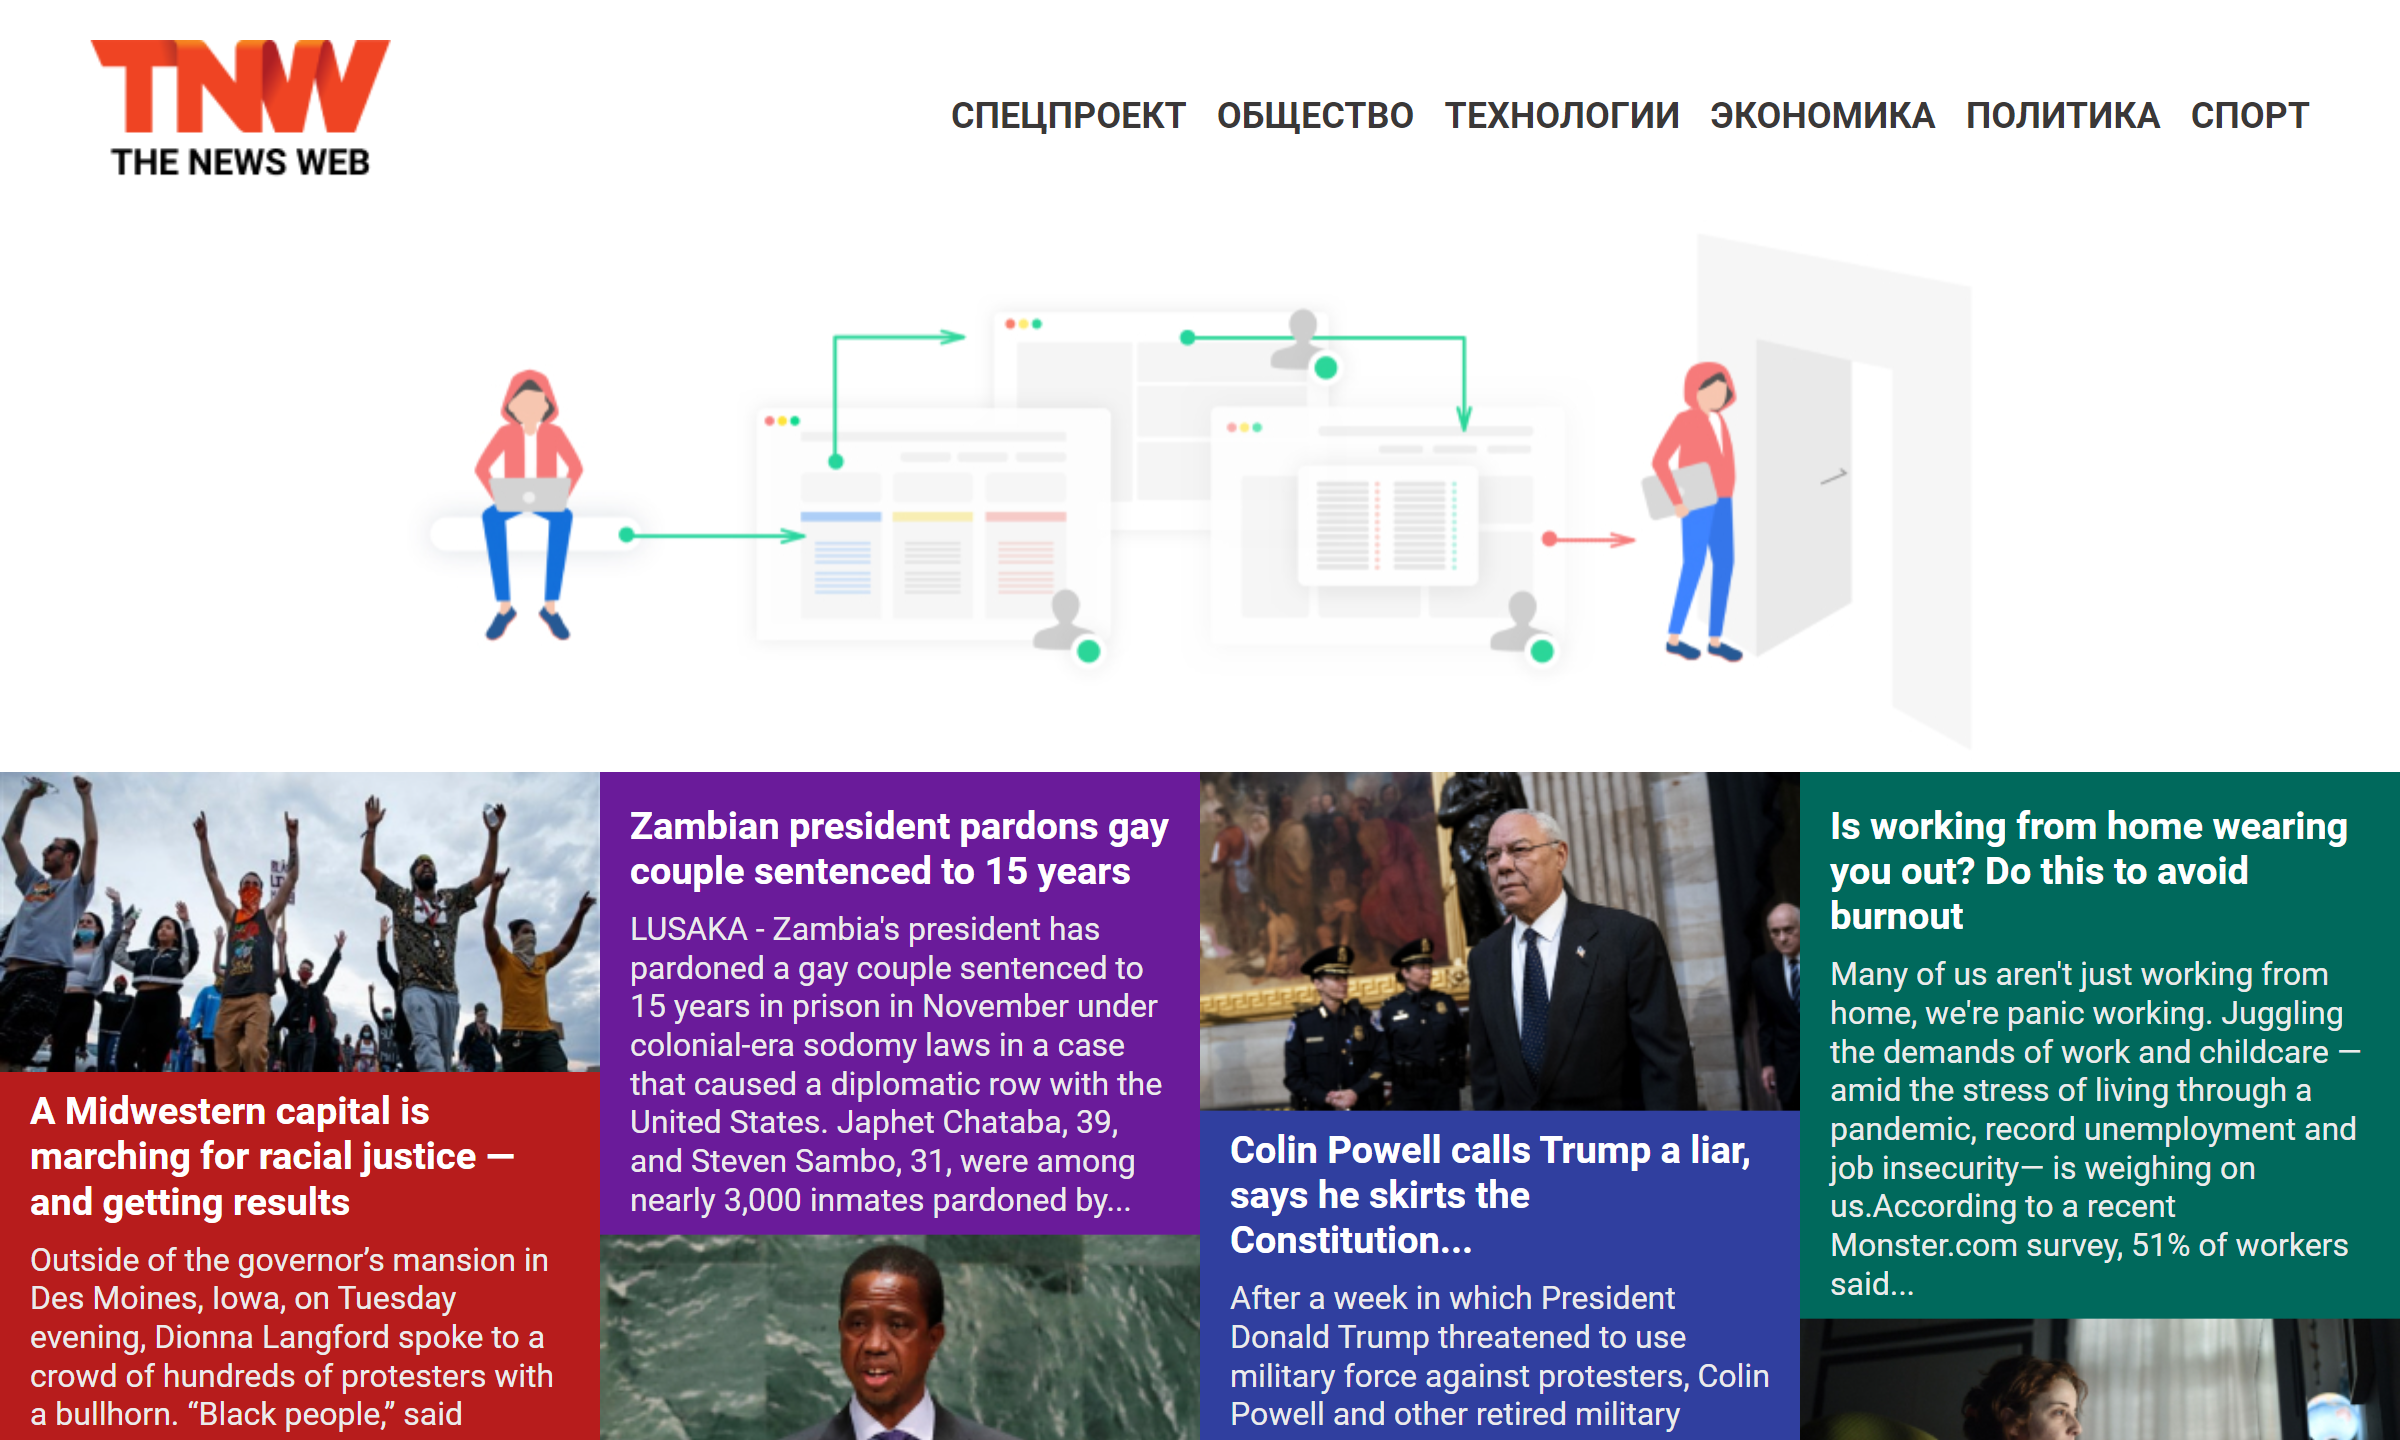 TNW
THE NEWS WEB
СПЕЦПРОЕКТ ОБЩЕСТВО ТЕХНОЛОГИИ ЭКОНОМИКА ПОЛИТИКА СПОРТ
A Midwestern capital is
marching for racial justice —
and getting results
Outside of the governor’s mansion in
Des Moines, Iowa, on Tuesday
evening, Dionna Langford spoke to a
crowd of hundreds of protesters with
a bullhorn. “Black people,” said
Zambian president pardons gay
couple sentenced to 15 years
LUSAKA - Zambia's president has
pardoned a gay couple sentenced to
15 years in prison in November under
colonial-era sodomy laws in a case
that caused a diplomatic row with the
United States. Japhet Chataba, 39,
and Steven Sambo, 31, were among
nearly 3,000 inmates pardoned by...
Colin Powell calls Trump a liar,
says he skirts the
Constitution...
After a week in which President
Donald Trump threatened to use
military force against protesters, Colin
Powell and other retired military
Is working from home wearing
you out? Do this to avoid
burnout
Many of us aren't just working from
home, we're panic working. Juggling
the demands of work and childcare —
amid the stress of living through a
pandemic, record unemployment and
job insecurity— is weighing on
us.According to a recent
Monster.com survey, 51% of workers
said...